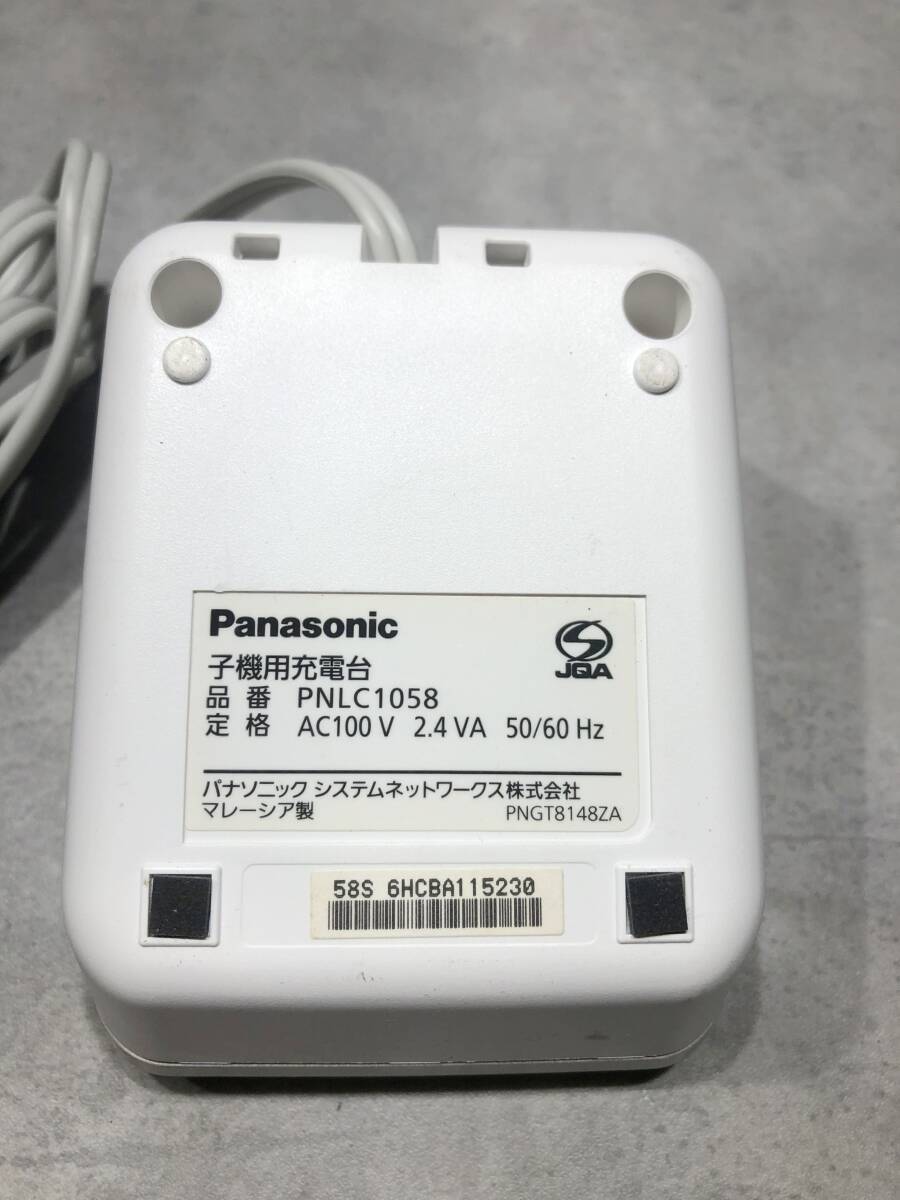 Panasonic
JQA
子機用充電台
品番 PNLC1058
定格 AC100 V 2.4 VA 50/60 Hz
パナソニック システムネットワークス株式会社
マレーシア製 PNGT8148ZA
58S 6HCBA115230